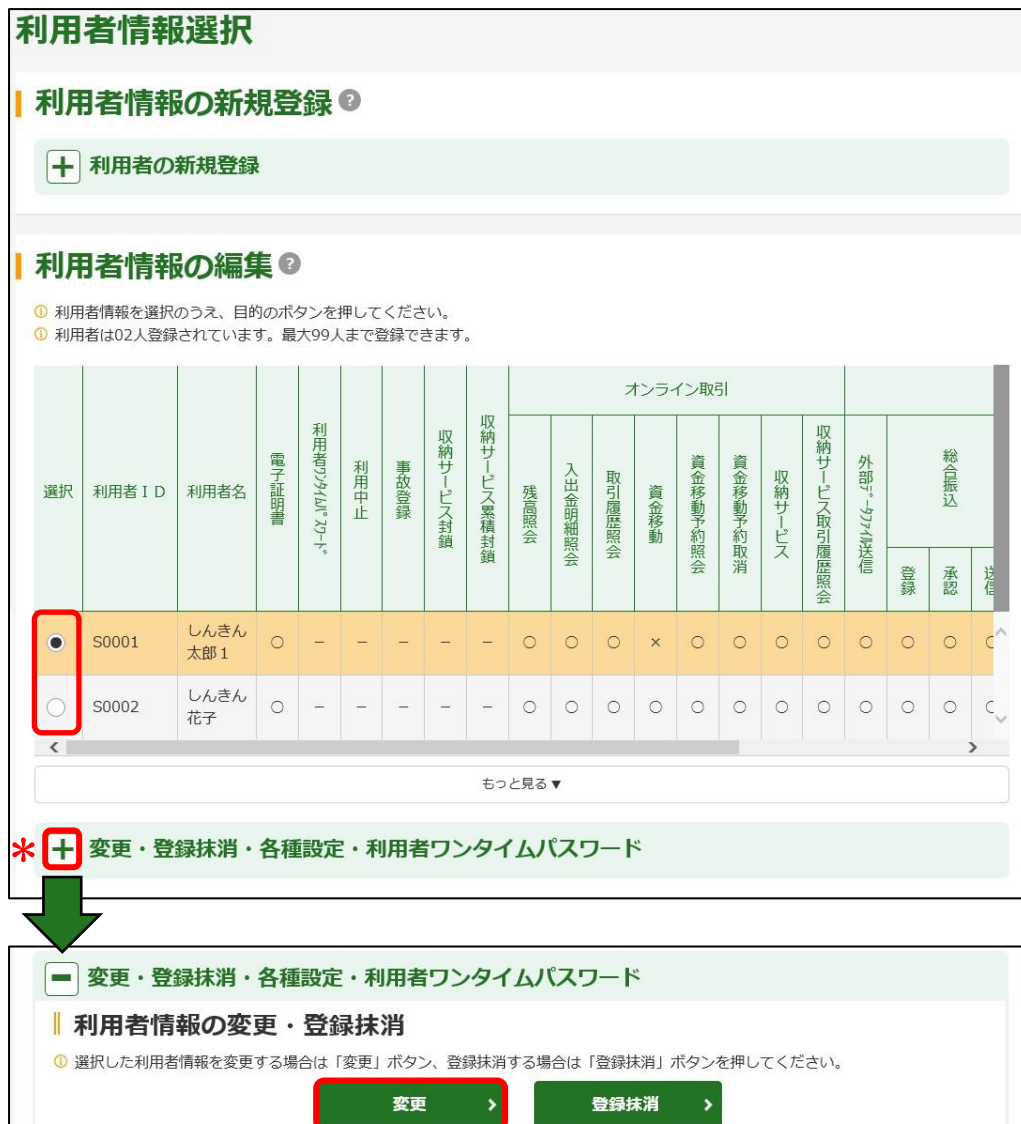 利用者情報選択
利用者情報の新規登録 ?
+ 利用者の新規登録
利用者情報の編集 ?
利用者情報を選択のうえ、目的のボタンを押してください。
利用者は02人登録されています。最大99人まで登録できます。
オンライン取引
選択
利用者ＩＤ
利用者名
電子証明書
利用者ﾜﾝﾀｲﾑﾊﾟｽﾜｰﾄﾞ
利用中止
事故登録
収納サービス封鎖
収納サービス累積封鎖
残高照会
入出金明細照会
取引履歴照会
資金移動
資金移動予約照会
資金移動予約取消
収納サービス
収納サービス取引履歴照会
外部ﾃﾞｰﾀﾌｧｲﾙ送信
総合振込
登録
承認
送信
S0001 しんきん太郎１ ○ － － － － － ○ ○ ○ × ○ ○ ○ ○ ○ ○ ○ ○
S0002 しんきん花子 ○ － － － － － ○ ○ ○ ○ ○ ○ ○ ○ ○ ○ ○ ○
もっと見る▼
* + 変更・登録抹消・各種設定・利用者ワンタイムパスワード
－ 変更・登録抹消・各種設定・利用者ワンタイムパスワード
利用者情報の変更・登録抹消
選択した利用者情報を変更する場合は「変更」ボタン、登録抹消する場合は「登録抹消」ボタンを押してください。
変更 登録抹消